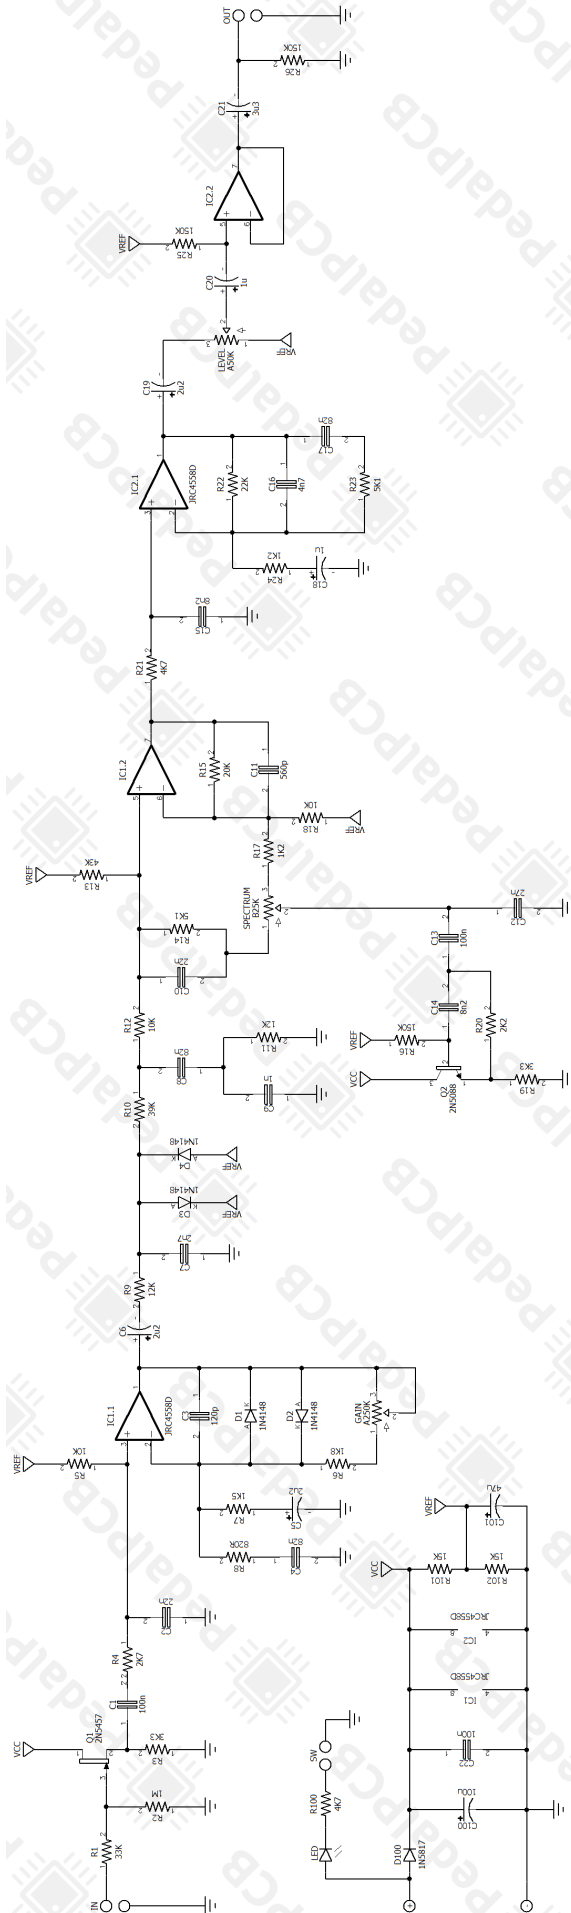 OUT
150K
R26
C21
3u3
IC2.2
VREF
150K
R25
C20
1u
LEVEL
A50K
VREF
C19
2u2
IC2.1
JRC4558D
R22
22K
C16
4n7
82n
C17
R23
5K1
1K2
R24
1u
C18
8n2
C15
R21
4K7
IC1.2
R15
20K
C11
560p
10K
R18
VREF
VREF
43K
R13
R17
1K2
SPECTRUM
B25K
5K1
R14
22n
C10
27n
C12
C13
100n
C14
8n2
R20
2K2
VREF
150K
R16
VCC
Q2
2N5088
3K3
R19
R12
10K
82n
C8
12K
R11
1n
C9
R10
39K
1N4148
D4
VREF
1N4148
D3
VREF
2n7
C7
R9
12K
C6
2u2
IC1.1
JRC4558D
C3
120p
D1
1N4148
D2
1N4148
GAIN
A250K
1K8
R6
VREF
10K
R5
1K5
R7
2u2
C5
820R
R8
82n
C4
22n
C2
R4
2K7
C1
100n
VCC
Q1
2N5457
3K3
R3
1M
R2
R1
33K
IN
VREF
47u
C101
VCC
15K
R101
15K
R102
JRC4558D
IC2
JRC4558D
IC1
100n
C22
100u
C100
SW
R100
4K7
LED
D100
1N5817
PedalPCB